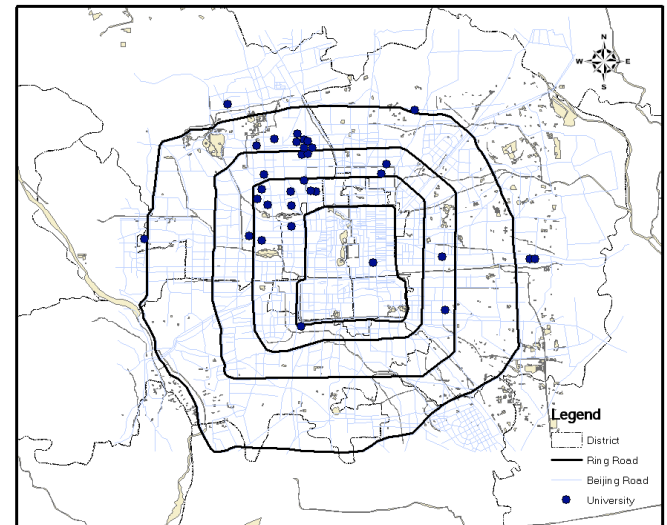 N
W E
S
Legend
District
Ring Road
Beijing Road
University